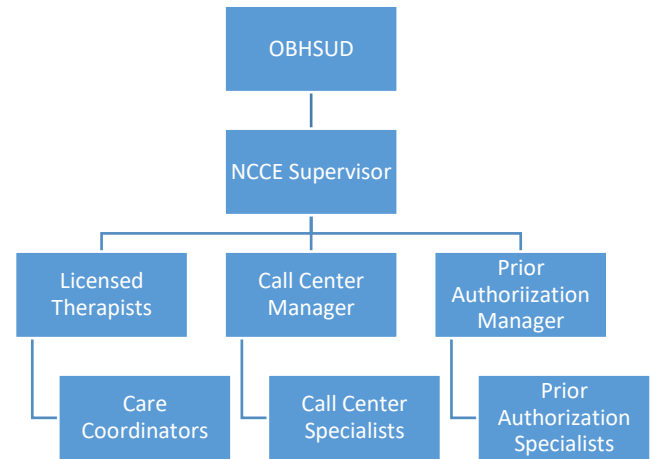 OBHSUD
NCCE Supervisor
Licensed
Therapists
Call Center
Manager
Prior
Authoriization
Manager
Care
Coordinators
Call Center
Specialists
Prior
Authorization
Specialists